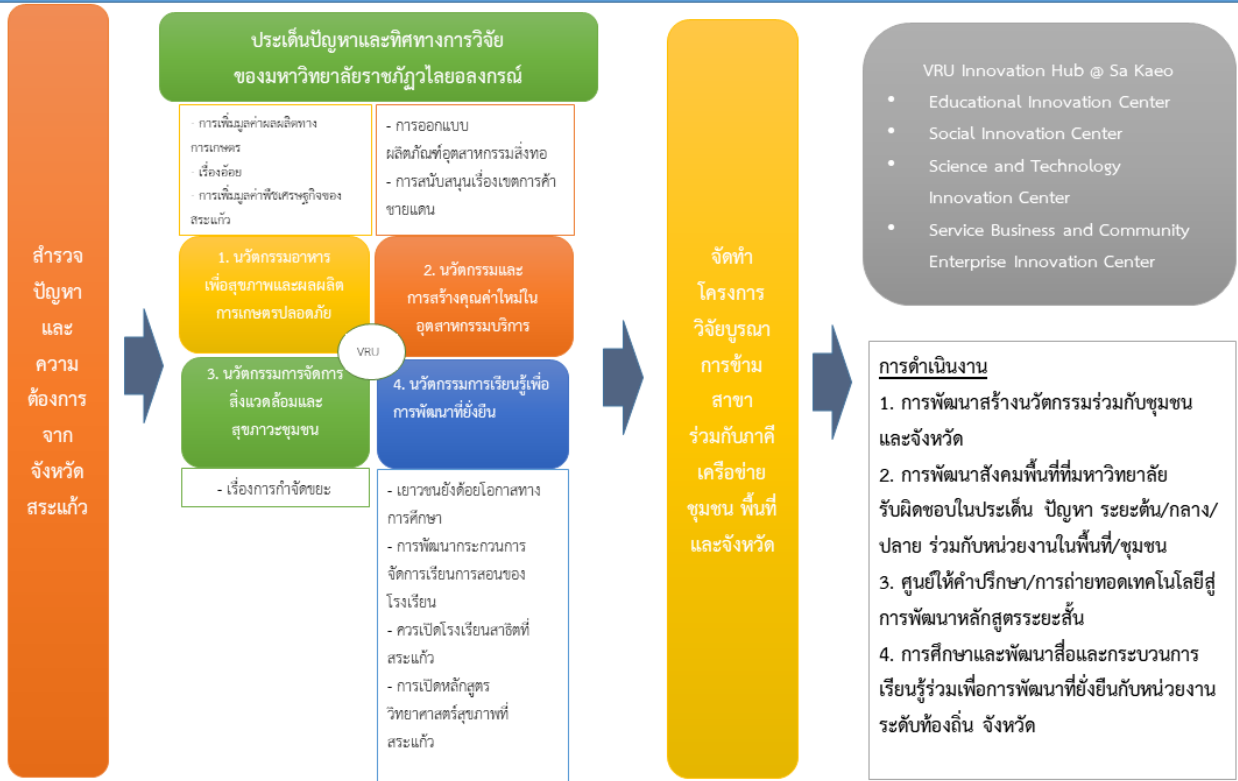 สำรวจ
ปัญหา
และ
ความ
ต้องการ
จาก
จังหวัด
สระแก้ว
ประเด็นปัญหาและทิศทางการวิจัย
ของมหาวิทยาลัยราชภัฏวไลยอลงกรณ์
- การเพิ่มมูลค่าผลผลิตทาง
การเกษตร
- เรื่องอ้อย
- การเพิ่มมูลค่าพืชเศรษฐกิจของ
สระแก้ว
- การออกแบบ
ผลิตภัณฑ์อุตสาหกรรมสิ่งทอ
- การสนับสนุนเรื่องเขตการค้า
ชายแดน
1. นวัตกรรมอาหาร
เพื่อสุขภาพและผลผลิต
การเกษตรปลอดภัย
2. นวัตกรรมและ
การสร้างคุณค่าใหม่ใน
อุตสาหกรรมบริการ
VRU
3. นวัตกรรมการจัดการ
สิ่งแวดล้อมและ
สุขภาวะชุมชน
4. นวัตกรรมการเรียนรู้เพื่อ
การพัฒนาที่ยั่งยืน
- เรื่องการกำจัดขยะ
- เยาวชนยังด้อยโอกาสทาง
การศึกษา
- การพัฒนากระกวนการ
จัดการเรียนการสอนของ
โรงเรียน
- ควรเปิดโรงเรียนสาธิตที่
สระแก้ว
- การเปิดหลักสูตร
วิทยาศาสตร์สุขภาพที่
สระแก้ว
จัดทำ
โครงการ
วิจัยบูรณา
การข้าม
สาขา
ร่วมกับภาคี
เครือข่าย
ชุมชน พื้นที่
และจังหวัด
VRU Innovation Hub @ Sa Kaeo
• Educational Innovation Center
• Social Innovation Center
• Science and Technology
Innovation Center
• Service Business and Community
Enterprise Innovation Center
การดำเนินงาน
1. การพัฒนาสร้างนวัตกรรมร่วมกับชุมชน
และจังหวัด
2. การพัฒนาสังคมพื้นที่ที่มหาวิทยาลัย
รับผิดชอบในประเด็น ปัญหา ระยะต้น/กลาง/
ปลาย ร่วมกับหน่วยงานในพื้นที่/ชุมชน
3. ศูนย์ให้คำปรึกษา/การถ่ายทอดเทคโนโลยีสู่
การพัฒนาหลักสูตรระยะสั้น
4. การศึกษาและพัฒนาสื่อและกระบวนการ
เรียนรู้ร่วมเพื่อการพัฒนาที่ยั่งยืนกับหน่วยงาน
ระดับท้องถิ่น จังหวัด